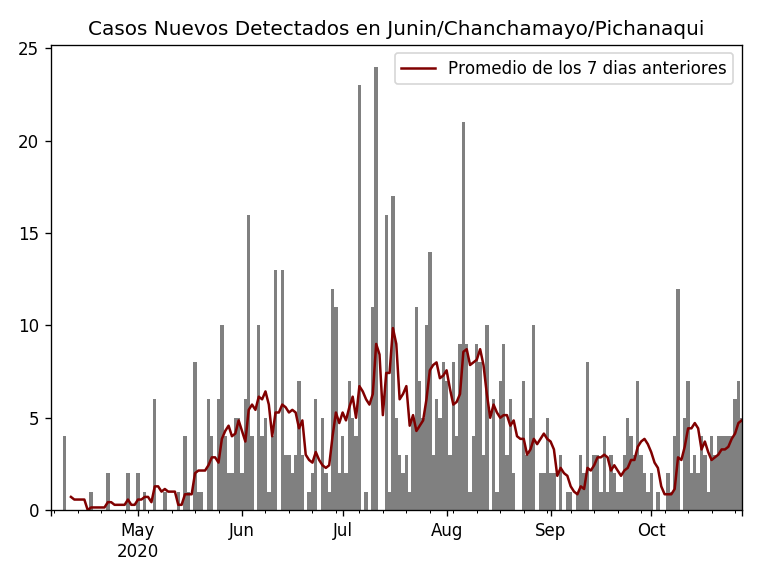 Casos Nuevos Detectados en Junin/Chanchamayo/Pichanaqui
Promedio de los 7 dias anteriores
25
20
15
10
5
0
May Jun Jul Aug Sep Oct
2020